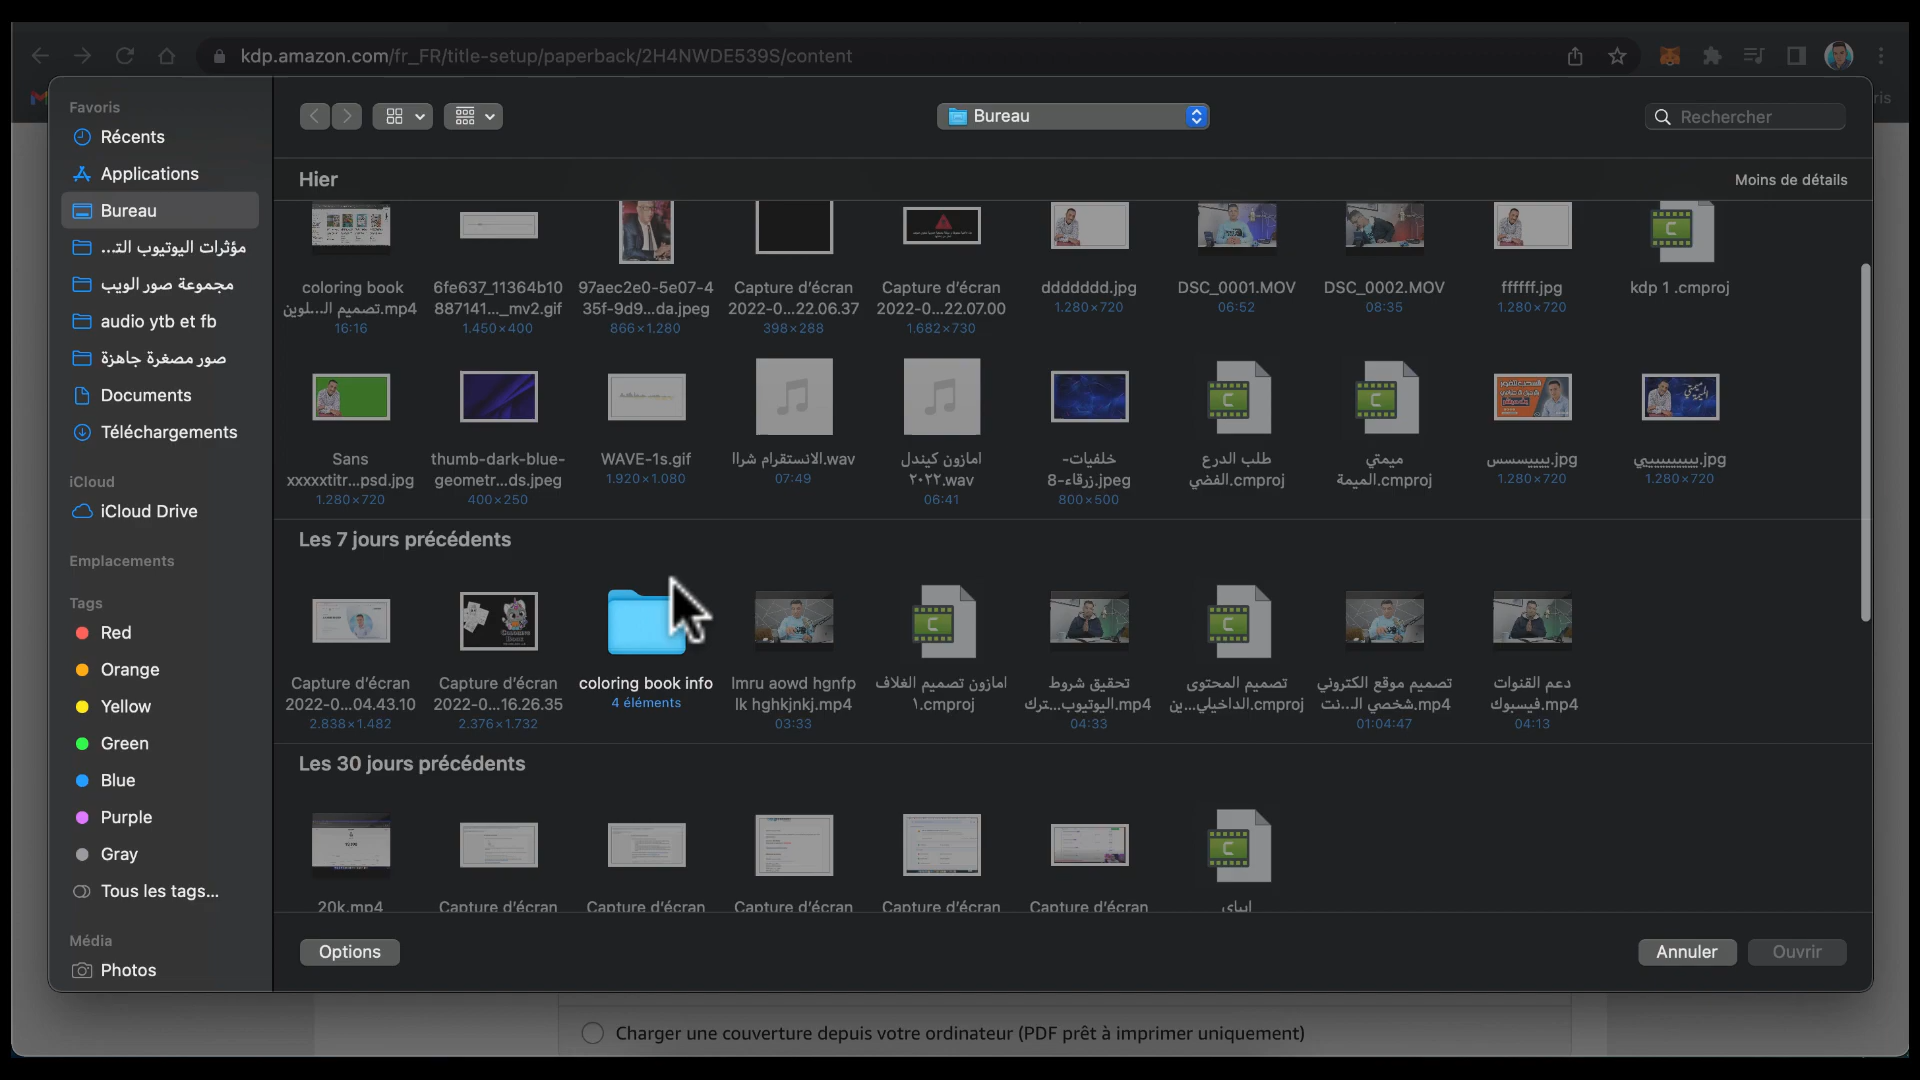 kdp.amazon.com/fr_FR/title-setup/paperback/2H4NWDE539S/content
Favoris
Récents
Applications
Bureau
مؤثرات اليوتيوب الت...
مجموعة صور الويب
audio ytb et fb
صور مصغرة جاهزة
Documents
Téléchargements
iCloud
iCloud Drive
Emplacements
Tags
Red
Orange
Yellow
Green
Blue
Purple
Gray
Tous les tags...
Média
Photos
Bureau
Rechercher
Hier
Moins de détails
coloring book
تصميم الـ...لوين.mp4
16:16
6fe637_11364b10
887141..._mv2.gif
1.450×400
97aec2e0-5e07-4
35f-9d9...da.jpeg
866×1.280
Capture d'écran
2022-0...22.06.37
398×288
Capture d'écran
2022-0...22.07.00
1.682×730
ddddddd.jpg
1.280×720
DSC_0001.MOV
06:52
DSC_0002.MOV
08:35
ffffff.jpg
1.280×720
kdp 1 .cmproj
Sans
xxxxxtitr...psd.jpg
1.280×720
thumb-dark-blue-
geometr...ds.jpeg
400×250
WAVE-1s.gif
1.920×1.080
الانستقرام شراا.wav
07:49
امازون كيندل
٢٠٢٢.wav
06:41
خلفيات-
زرقاء-8.jpeg
800×500
طلب الدرع
الفضي.cmproj
ميمتي
الميمة.cmproj
1.280×720
1.280×720
Les 7 jours précédents
Capture d'écran
2022-0...04.43.10
2.838×1.482
Capture d'écran
2022-0...16.26.35
2.376×1.732
coloring book info
4 éléments
lmru aowd hgnfp
lk hghkjnkj.mp4
03:33
امازون تصميم الغلاف
١.cmproj
تحقيق شروط
اليوتيوب...ترك.mp4
04:33
تصميم المحتوى
الداخيلي...ين.cmproj
تصميم موقع الكتروني
شخصي الـ...نت.mp4
01:04:47
دعم القنوات
فيسبوك.mp4
04:13
Les 30 jours précédents
20k.mp4
Capture d'écran
Capture d'écran
Capture d'écran
Capture d'écran
Capture d'écran
Options
Annuler
Ouvrir
Charger une couverture depuis votre ordinateur (PDF prêt à imprimer uniquement)